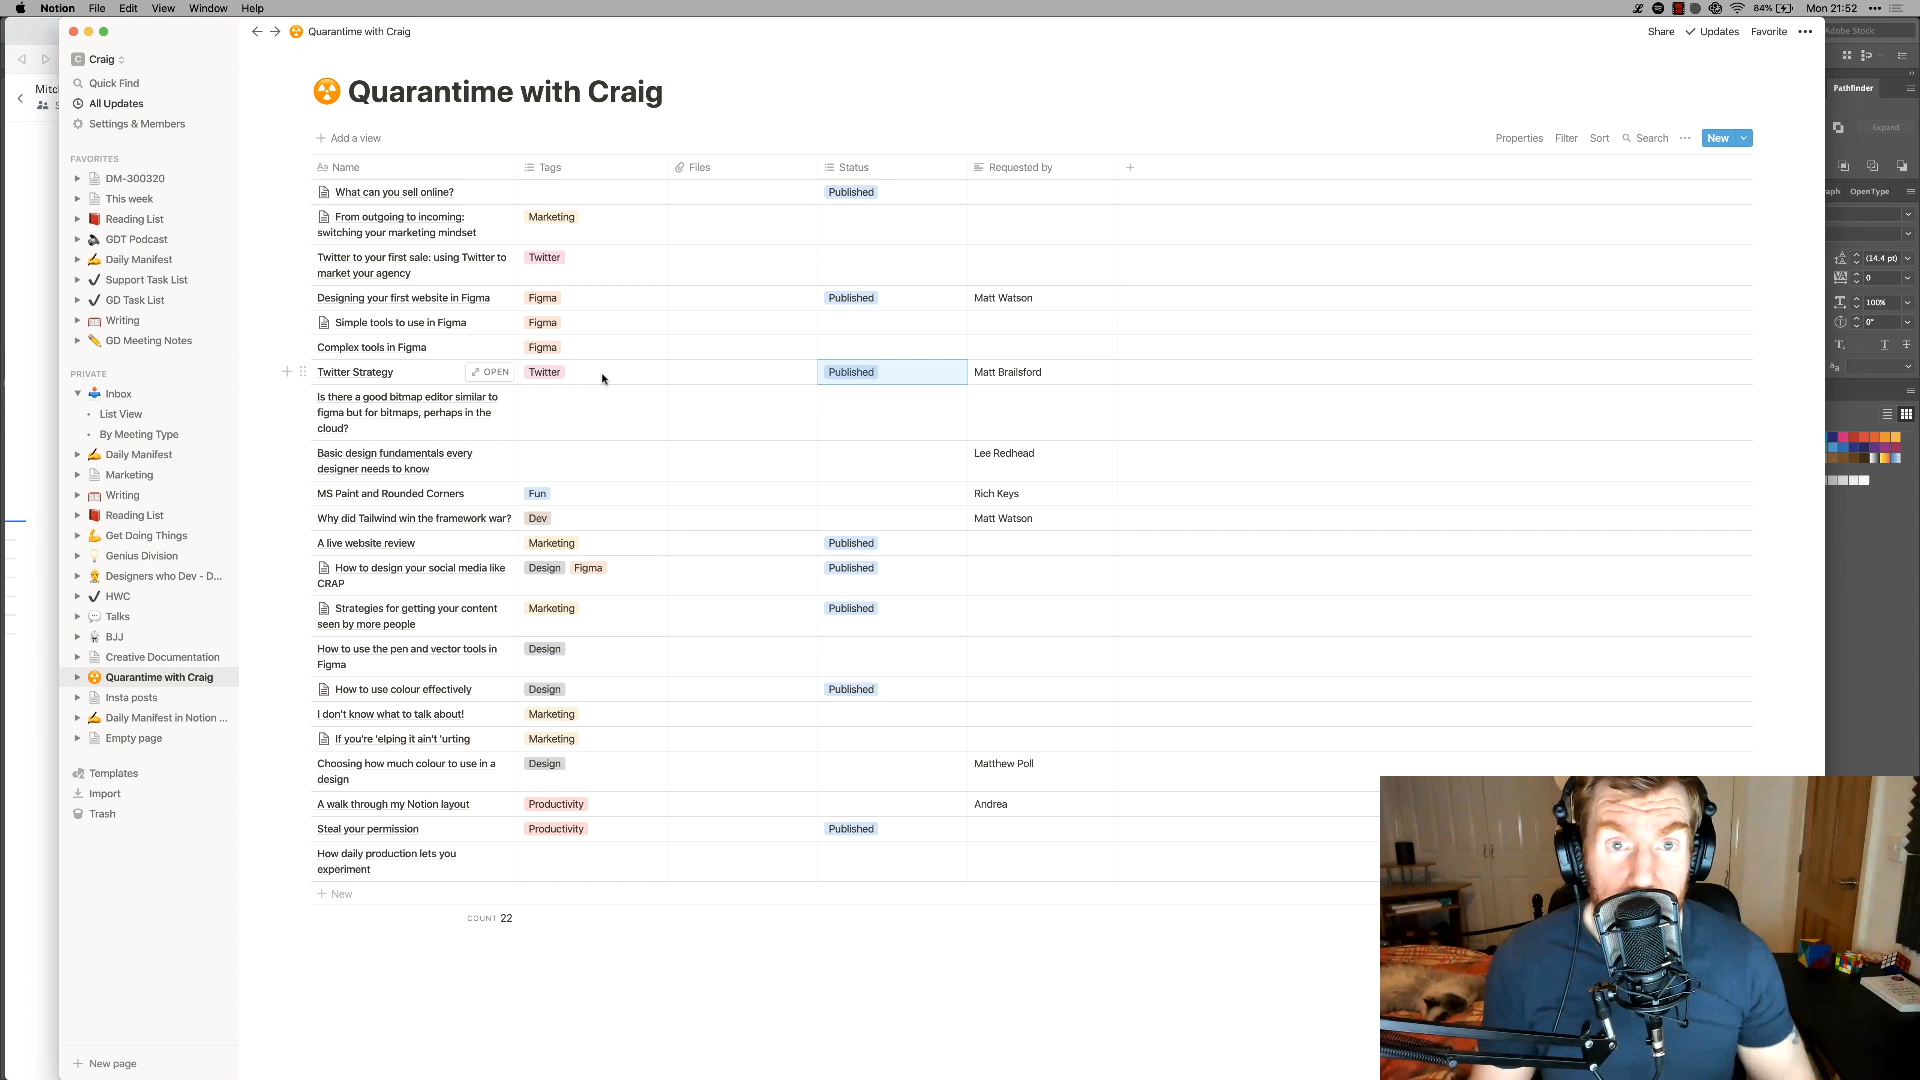 Notion File Edit View Window Help
84% Mon 21:52
Craig
Quick Find
All Updates
Settings & Members
FAVORITES
DM-300320
This week
Reading List
GDT Podcast
Daily Manifest
Support Task List
GD Task List
Writing
GD Meeting Notes
PRIVATE
Inbox
List View
By Meeting Type
Daily Manifest
Marketing
Writing
Reading List
Get Doing Things
Genius Division
Designers who Dev - D...
HWC
Talks
BJJ
Creative Documentation
Quarantime with Craig
Insta posts
Daily Manifest in Notion ...
Empty page
Templates
Import
Trash
New page
Quarantime with Craig
Share Updates Favorite
Quarantime with Craig
Add a view
Properties Filter Sort Search New
Name Tags Files Status Requested by
What can you sell online? Published
From outgoing to incoming: Marketing
switching your marketing mindset
Twitter to your first sale: using Twitter to Twitter
market your agency
Designing your first website in Figma Figma Published Matt Watson
Simple tools to use in Figma Figma
Complex tools in Figma Figma
Twitter Strategy OPEN Twitter Published Matt Brailsford
Is there a good bitmap editor similar to
figma but for bitmaps, perhaps in the
cloud?
Basic design fundamentals every Lee Redhead
designer needs to know
MS Paint and Rounded Corners Fun Rich Keys
Why did Tailwind win the framework war? Dev Matt Watson
A live website review Marketing Published
How to design your social media like Design Figma Published
CRAP
Strategies for getting your content Marketing Published
seen by more people
How to use the pen and vector tools in Design
Figma
How to use colour effectively Design Published
I don't know what to talk about! Marketing
If you're 'elping it ain't 'urting Marketing
Choosing how much colour to use in a Design Matthew Poll
design
A walk through my Notion layout Productivity Andrea
Steal your permission Productivity Published
How daily production lets you
experiment
New
COUNT 22
Adobe Stock
Pathfinder
Expand
OpenType
(14.4 pt)
0
100%
0°